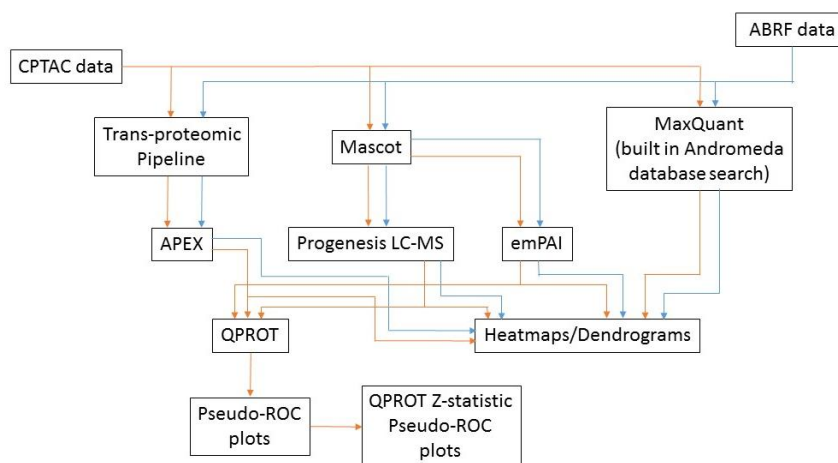 ABRF data
CPTAC data
Trans-proteomic
Pipeline
Mascot
MaxQuant
(built in Andromeda
database search)
APEX
Progenesis LC-MS
emPAI
QPROT
Heatmaps/Dendrograms
Pseudo-ROC
plots
QPROT Z-statistic
Pseudo-ROC
plots